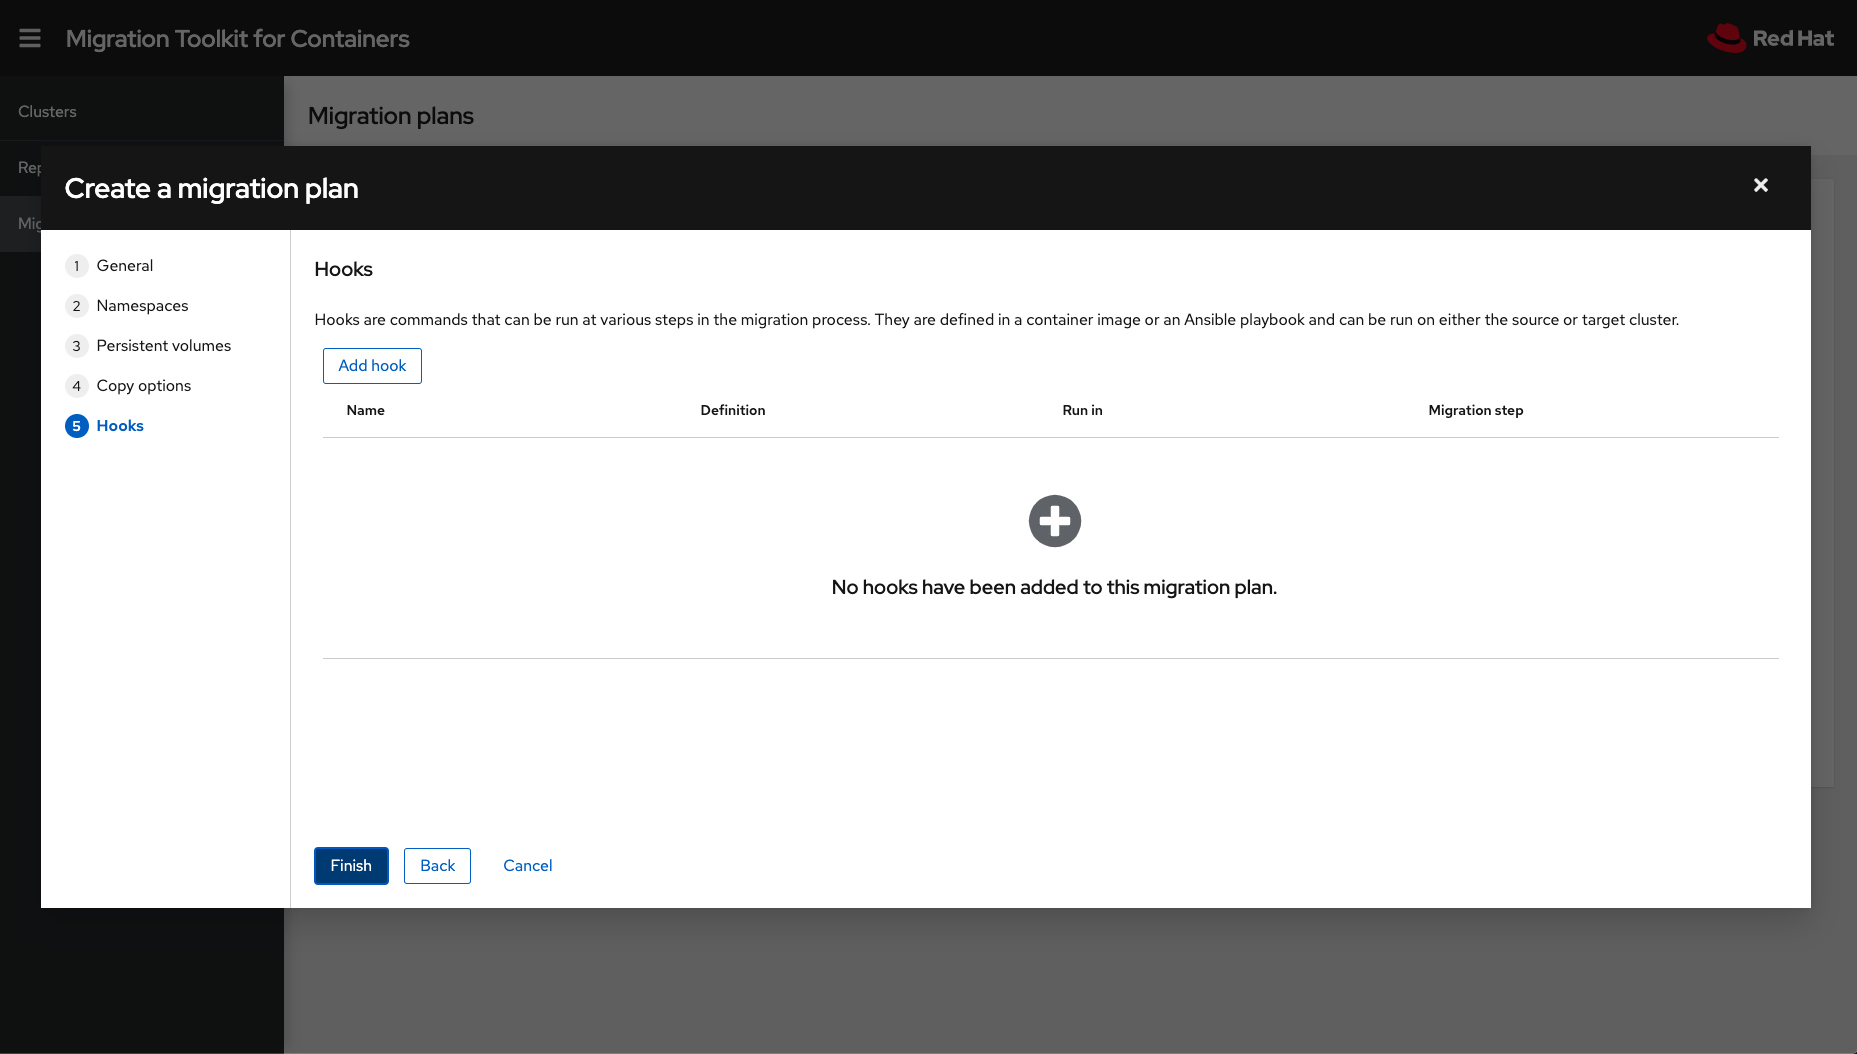 Migration Toolkit for Containers
Red Hat
Clusters
Migration plans
Rep
Mig
Create a migration plan
1 General
2 Namespaces
3 Persistent volumes
4 Copy options
5 Hooks
Hooks
Hooks are commands that can be run at various steps in the migration process. They are defined in a container image or an Ansible playbook and can be run on either the source or target cluster.
Add hook
Name Definition Run in Migration step
No hooks have been added to this migration plan.
Finish Back Cancel